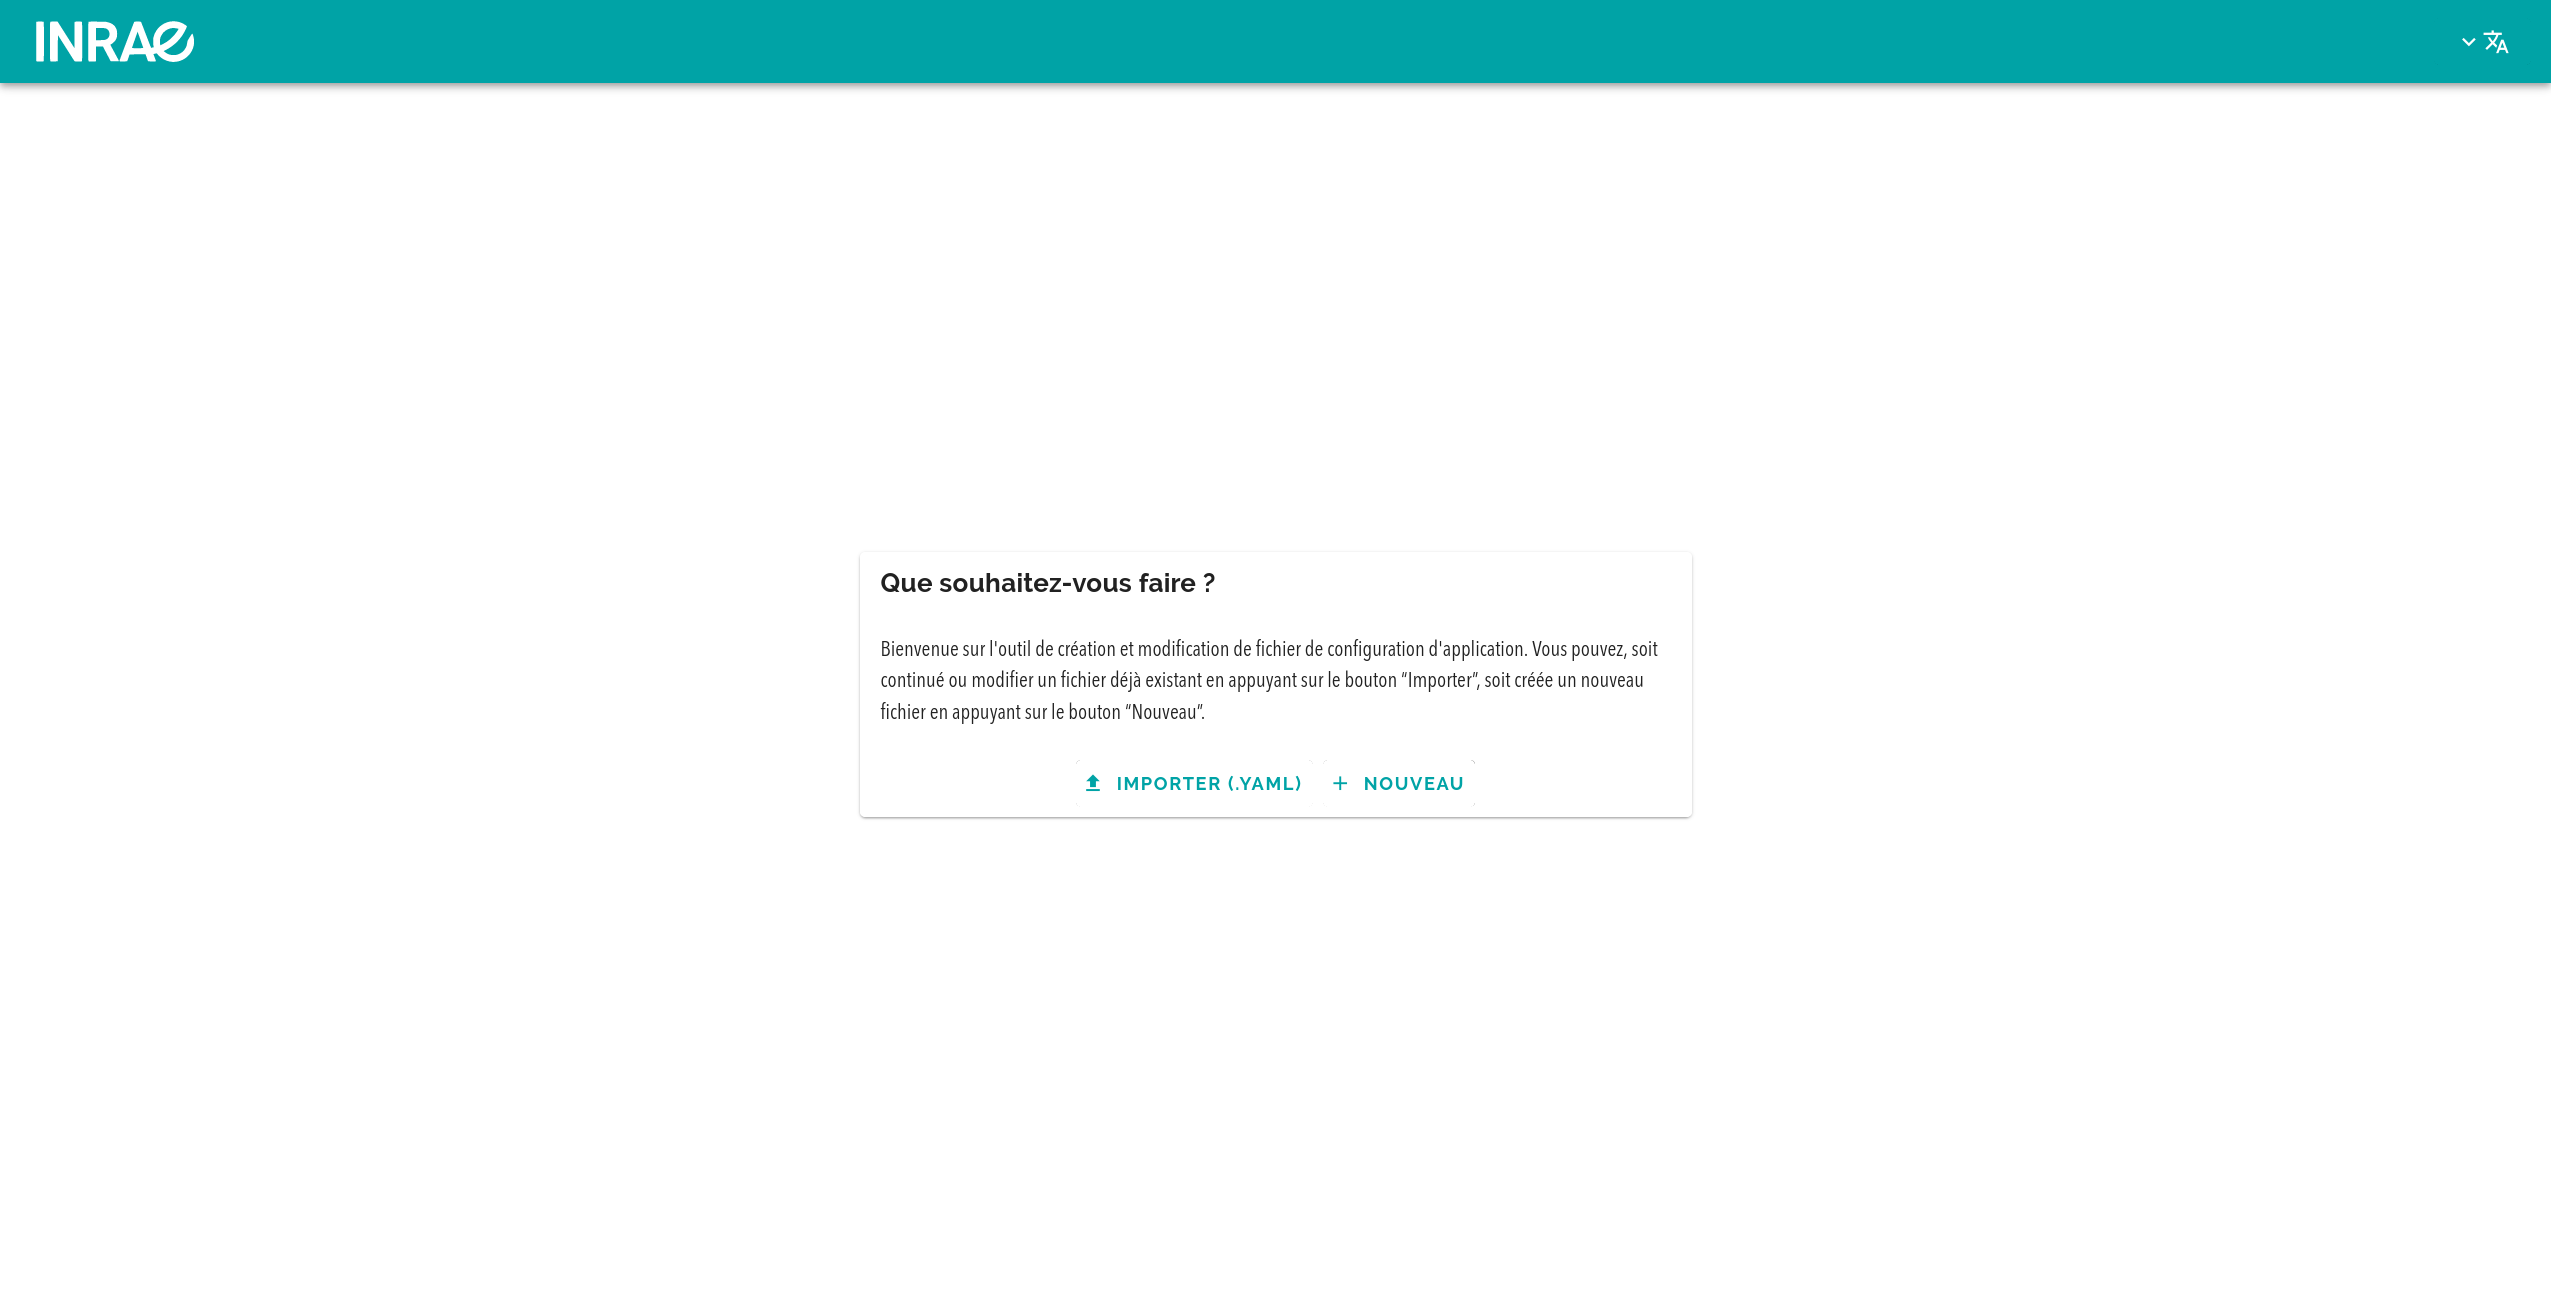 INRAE
Que souhaitez-vous faire ?
Bienvenue sur l'outil de création et modification de fichier de configuration d'application. Vous pouvez, soit
continué ou modifier un fichier déjà existant en appuyant sur le bouton “Importer”, soit créée un nouveau
fichier en appuyant sur le bouton “Nouveau”.
IMPORTER (.YAML)
NOUVEAU